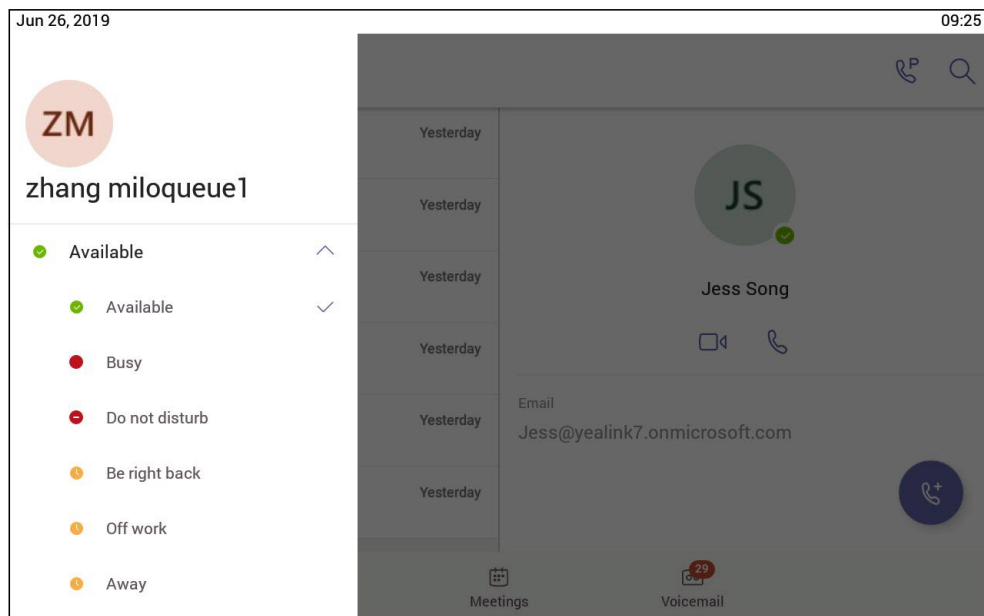 Jun 26, 2019
09:25
ZM
zhang miloqueue1
Available
Available
Busy
Do not disturb
Be right back
Off work
Away
P
Yesterday
Yesterday
Yesterday
Yesterday
Yesterday
Yesterday
JS
Jess Song
Email
Jess@yealink7.onmicrosoft.com
Meetings
29
Voicemail